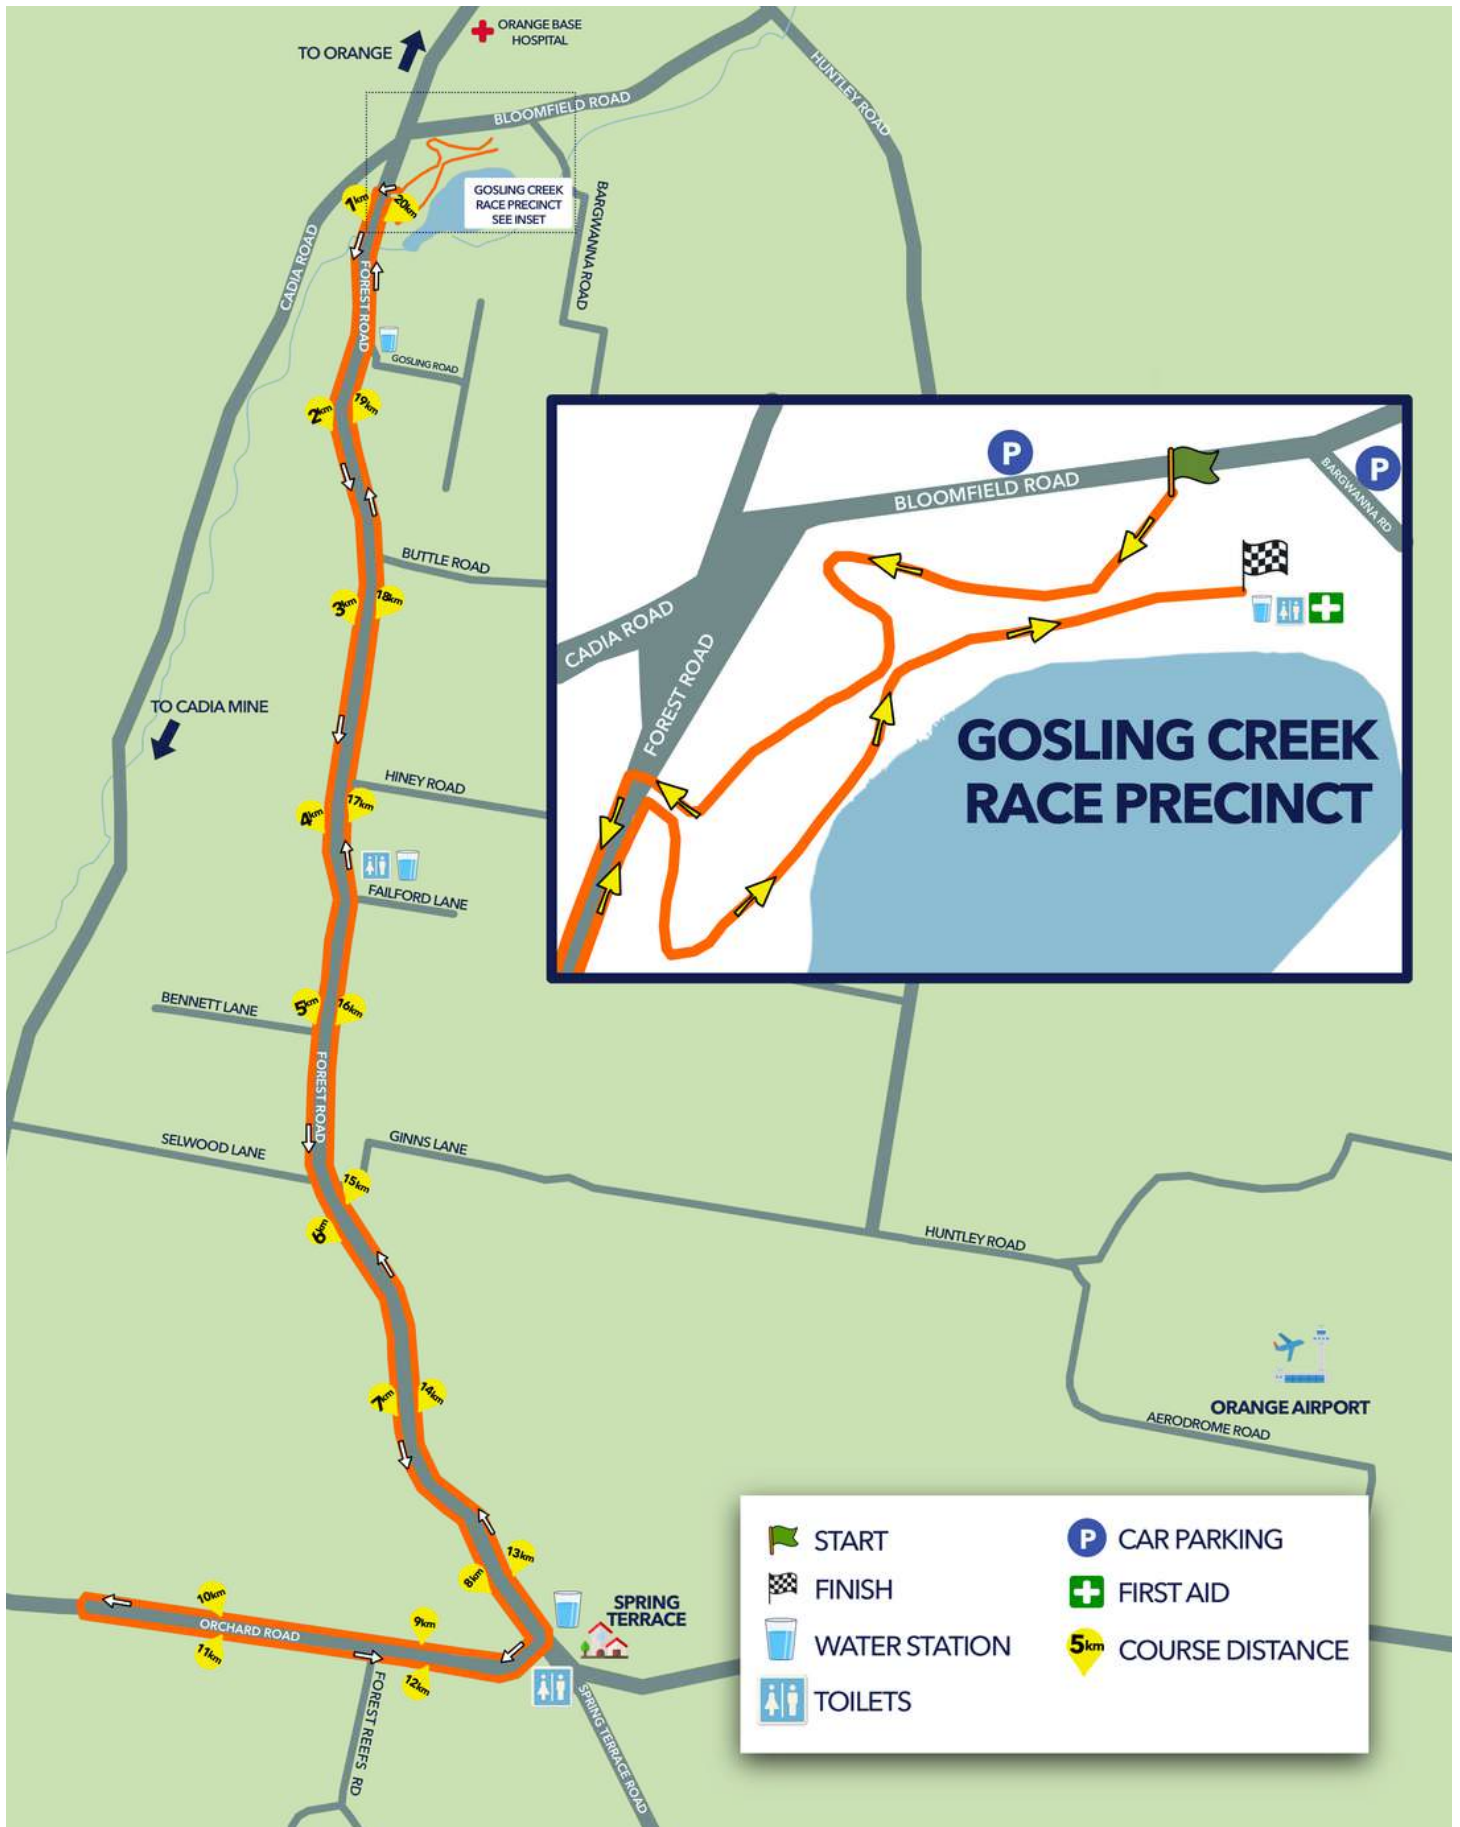 ORANGE BASE
HOSPITAL
TO ORANGE
BLOOMFIELD ROAD
HUNTLEY ROAD
GOSLING CREEK
RACE PRECINCT
SEE INSET
BARGWANNA ROAD
1km
20km
CADIA ROAD
FOREST ROAD
GOSLING ROAD
2km
19km
P
BLOOMFIELD ROAD
P
BARGWANNA RD
BUTTLE ROAD
3km
18km
CADIA ROAD
FOREST ROAD
GOSLING CREEK
RACE PRECINCT
TO CADIA MINE
HINEY ROAD
4km
17km
FAILFORD LANE
BENNETT LANE
5km
16km
FOREST ROAD
SELWOOD LANE
GINNS LANE
15km
6km
HUNTLEY ROAD
7km
14km
ORANGE AIRPORT
AERODROME ROAD
13km
8km
SPRING
TERRACE
10km
9km
ORCHARD ROAD
11km
12km
FOREST REEFS RD
SPRING TERRACE ROAD
START
P CAR PARKING
FINISH
FIRST AID
WATER STATION
5km COURSE DISTANCE
TOILETS